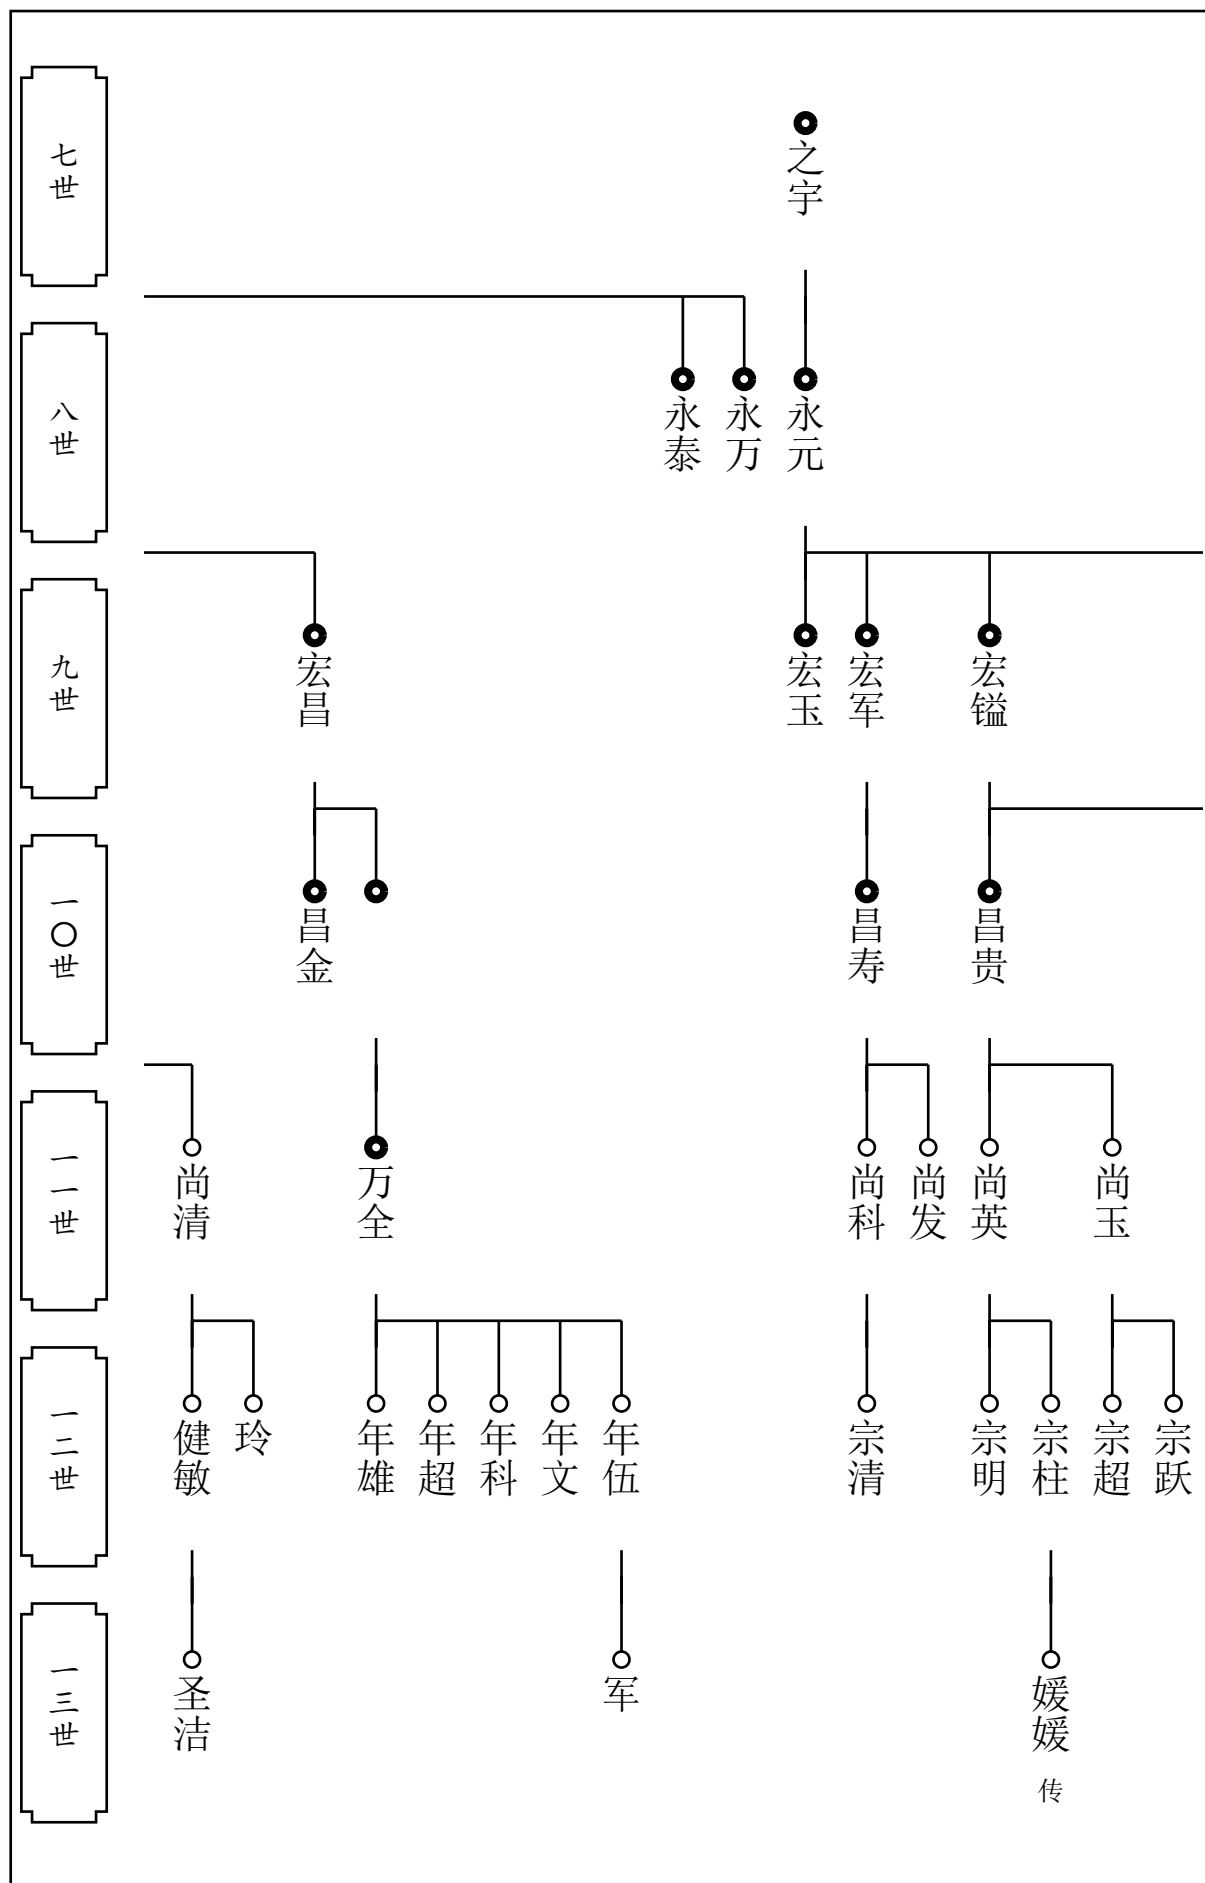 七世
之宇
八世
永泰
永万
永元
九世
宏昌
宏玉
宏军
宏镒
一〇世
昌金
昌寿
昌贵
一一世
尚清
万全
尚科
尚发
尚英
尚玉
一二世
健敏
玲
年雄
年超
年科
年文
年伍
宗清
宗明
宗柱
宗超
宗跃
一三世
圣洁
军
媛媛
传